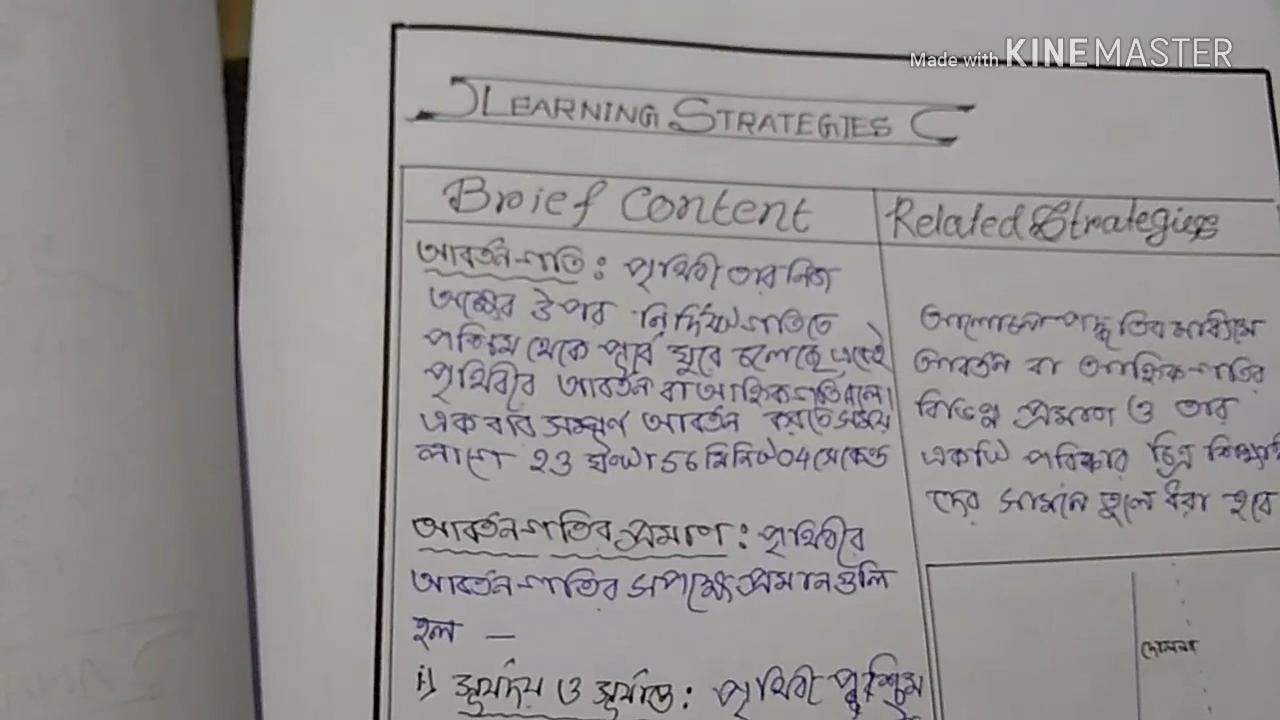 Made with KINEMASTER
LEARNING STRATEGIES
Brief Content
Related Strategies
আবর্তন গতি : পৃথিবী তার নিজ
অক্ষের উপর নির্দিষ্ট গতিতে
পশ্চিম থেকে পূর্বে ঘুরে চলেছে একেই
পৃথিবীর আবর্তন বা আহ্নিক গতি বলে।
একবার সম্পূর্ণ আবর্তন করতে সময়
লাগে 23 ঘন্টা 56 মিনিট 04 সেকেন্ড
আবর্তন গতির প্রমাণ : পৃথিবীর
আবর্তন গতির সপক্ষে প্রমানগুলি
হল —
i) সূর্যদয় ও সূর্যাস্ত : পৃথিবী পশ্চিম
আলোচনা পদ্ধতির মাধ্যমে
আবর্তন বা আহ্নিক গতির
বিভিন্ন প্রমাণ ও তার
একটি পরিষ্কার চিত্র শিক্ষার্থী
দের সামনে তুলে ধরা হবে